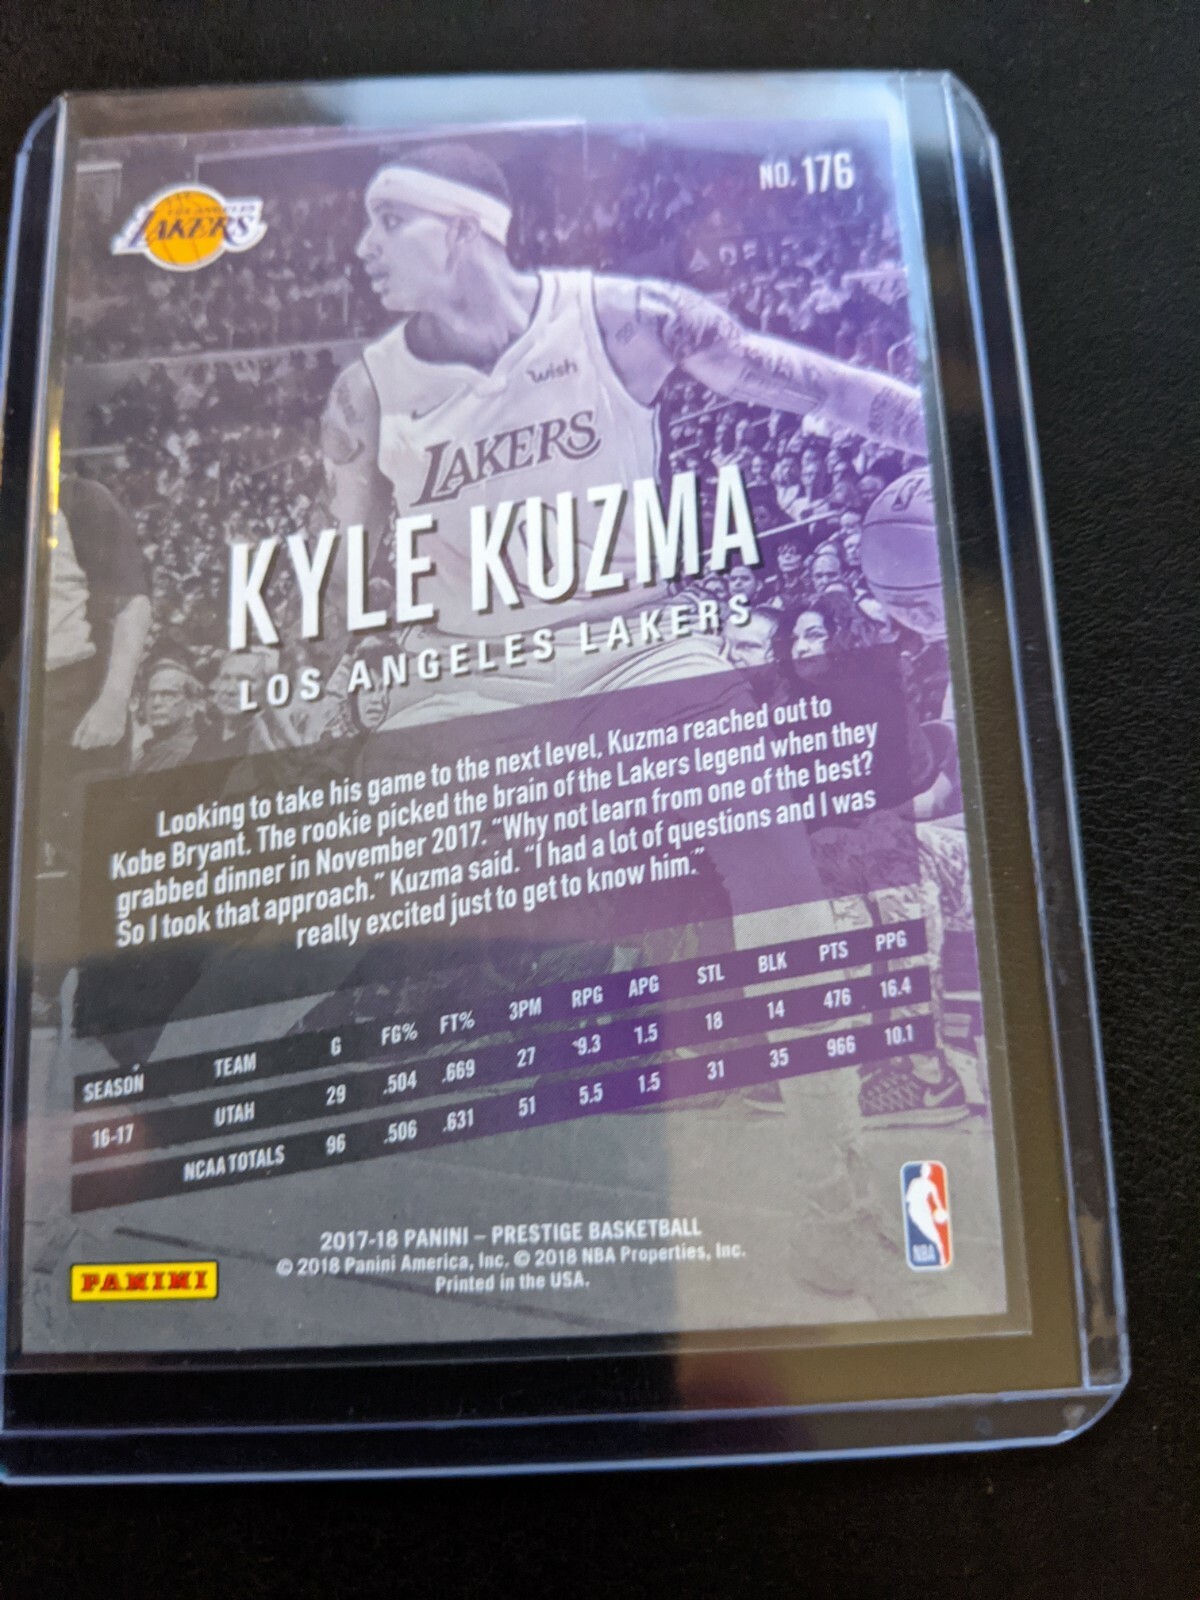 NO. 176
LOS ANGELES
LAKERS
wish
LAKERS
KYLE KUZMA
LOS ANGELES LAKERS
Looking to take his game to the next level, Kuzma reached out to
Kobe Bryant. The rookie picked the brain of the Lakers legend when they
grabbed dinner in November 2017. “Why not learn from one of the best?
So I took that approach.” Kuzma said. “I had a lot of questions and I was
really excited just to get to know him.”
SEASON TEAM G FG% FT% 3PM RPG APG STL BLK PTS PPG
16-17 UTAH 29 .504 .669 27 9.3 1.5 18 14 476 16.4
NCAA TOTALS 96 .506 .631 51 5.5 1.5 31 35 966 10.1
2017-18 PANINI – PRESTIGE BASKETBALL
© 2018 Panini America, Inc. © 2018 NBA Properties, Inc.
Printed in the USA.
PANINI
NBA